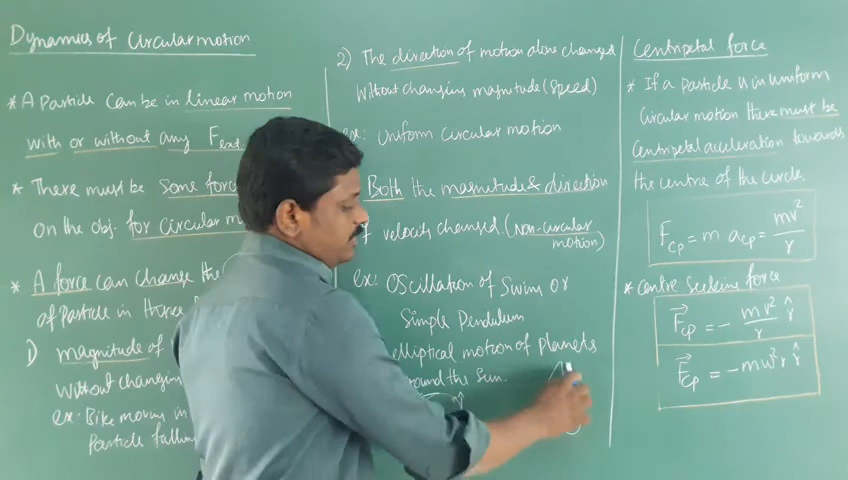 Dynamics of Circular motion
* A Particle can be in linear motion
with or without any F
* There must be some force
on the obj. for circular m
* A force can change the
of particle in
1) magnitude of
without changin
ex: Bike moving in
Particle fallin
2) The direction of motion alone changed
without changing magnitude (speed)
ex: Uniform circular motion
Both the magnitude & direction
velocity changed. (non-circular
motion)
ex: Oscillation of Swing or
Simple Pendulum
elliptical motion of planets
round the Sun.
Centripetal force
* If a particle is in uniform
circular motion there must be
centripetal acceleration towards
the centre of the circle.
F_cp = m a_cp = mv²/r
* centre seeking force
F⃗_cp = - mv²/r r̂
F⃗_cp = -mω² r r̂